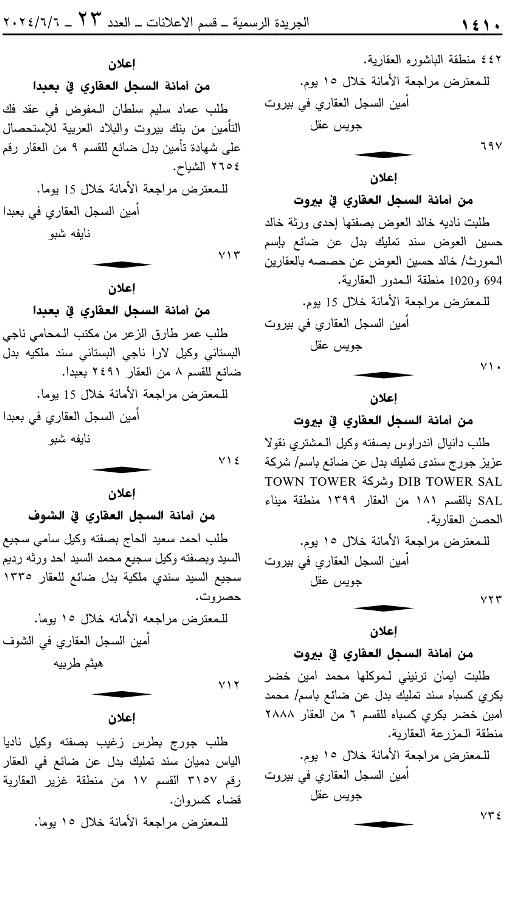 ١٤١٠
الجريدة الرسمية ــ قسم الاعلانات ــ العدد ٢٣ ــ ٢٠٢٤/٦/٦
٤٤٢ منطقة الباشوره العقارية.
للمعترض مراجعة الأمانة خلال ١٥ يوم.
أمين السجل العقاري في بيروت
جويس عقل
٦٩٧
إعلان
من أمانة السجل العقاري في بيروت
طلبت ناديه خالد العوض بصفتها إحدى ورثة خالد
حسين العوض سند تمليك بدل عن ضائع بإسم
المورث/ خالد حسين العوض عن حصصه بالعقارين
694 و1020 منطقة المدور العقارية.
للمعترض مراجعة الأمانة خلال 15 يوم.
أمين السجل العقاري في بيروت
جويس عقل
٧١٠
إعلان
من أمانة السجل العقاري في بيروت
طلب دانيال اندراوس بصفته وكيل المشتري نقولا
عزيز جورج سندى تمليك بدل عن ضائع باسم/ شركة
DIB TOWER SAL وشركة TOWN TOWER
SAL بالقسم ١٨١ من العقار ١٣٩٩ منطقة ميناء
الحصن العقارية.
للمعترض مراجعة الأمانة خلال ١٥ يوم.
أمين السجل العقاري في بيروت
جويس عقل
٧٢٣
إعلان
من أمانة السجل العقاري في بيروت
طلبت ايمان ترنيني لموكلها محمد امين خضر
بكري كسباه سند تمليك بدل عن ضائع باسم/ محمد
امين خضر بكري كسباه للقسم ٦ من العقار ٢٨٨٨
منطقة المزرعة العقارية.
للمعترض مراجعة الأمانة خلال ١٥ يوم.
أمين السجل العقاري في بيروت
جويس عقل
٧٣٤
إعلان
من أمانة السجل العقاري في بعبدا
طلب عماد سليم سلطان المفوض في عقد فك
التأمين من بنك بيروت والبلاد العربية للإستحصال
على شهادة تأمين بدل ضائع للقسم ٩ من العقار رقم
٢٦٥٤ الشياح.
للمعترض مراجعة الأمانة خلال 15 يوما.
أمين السجل العقاري في بعبدا
نايفه شبو
٧١٣
إعلان
من أمانة السجل العقاري في بعبدا
طلب عمر طارق الزعر من مكتب المحامي ناجي
البستاني وكيل لارا ناجي البستاني سند ملكيه بدل
ضائع للقسم ٨ من العقار ٢٤٩١ بعبدا.
للمعترض مراجعة الأمانة خلال 15 يوما.
أمين السجل العقاري في بعبدا
نايفه شبو
٧١٤
إعلان
من أمانة السجل العقاري في الشوف
طلب احمد سعيد الحاج بصفته وكيل سامي سجيع
السيد وبصفته وكيل سجيع محمد السيد احد ورثه رديم
سجيع السيد سندي ملكية بدل ضائع للعقار ١٣٣٥
حصروت.
للمعترض مراجعه الأمانه خلال ١٥ يوما.
أمين السجل العقاري في الشوف
هيثم طربيه
٧١٢
إعلان
طلب جورج بطرس زغيب بصفته وكيل ناديا
الياس دميان سند تمليك بدل عن ضائع في العقار
رقم ٣١٥٧ القسم ١٧ من منطقة غزير العقارية
قضاء كسروان.
للمعترض مراجعة الأمانة خلال ١٥ يوما.